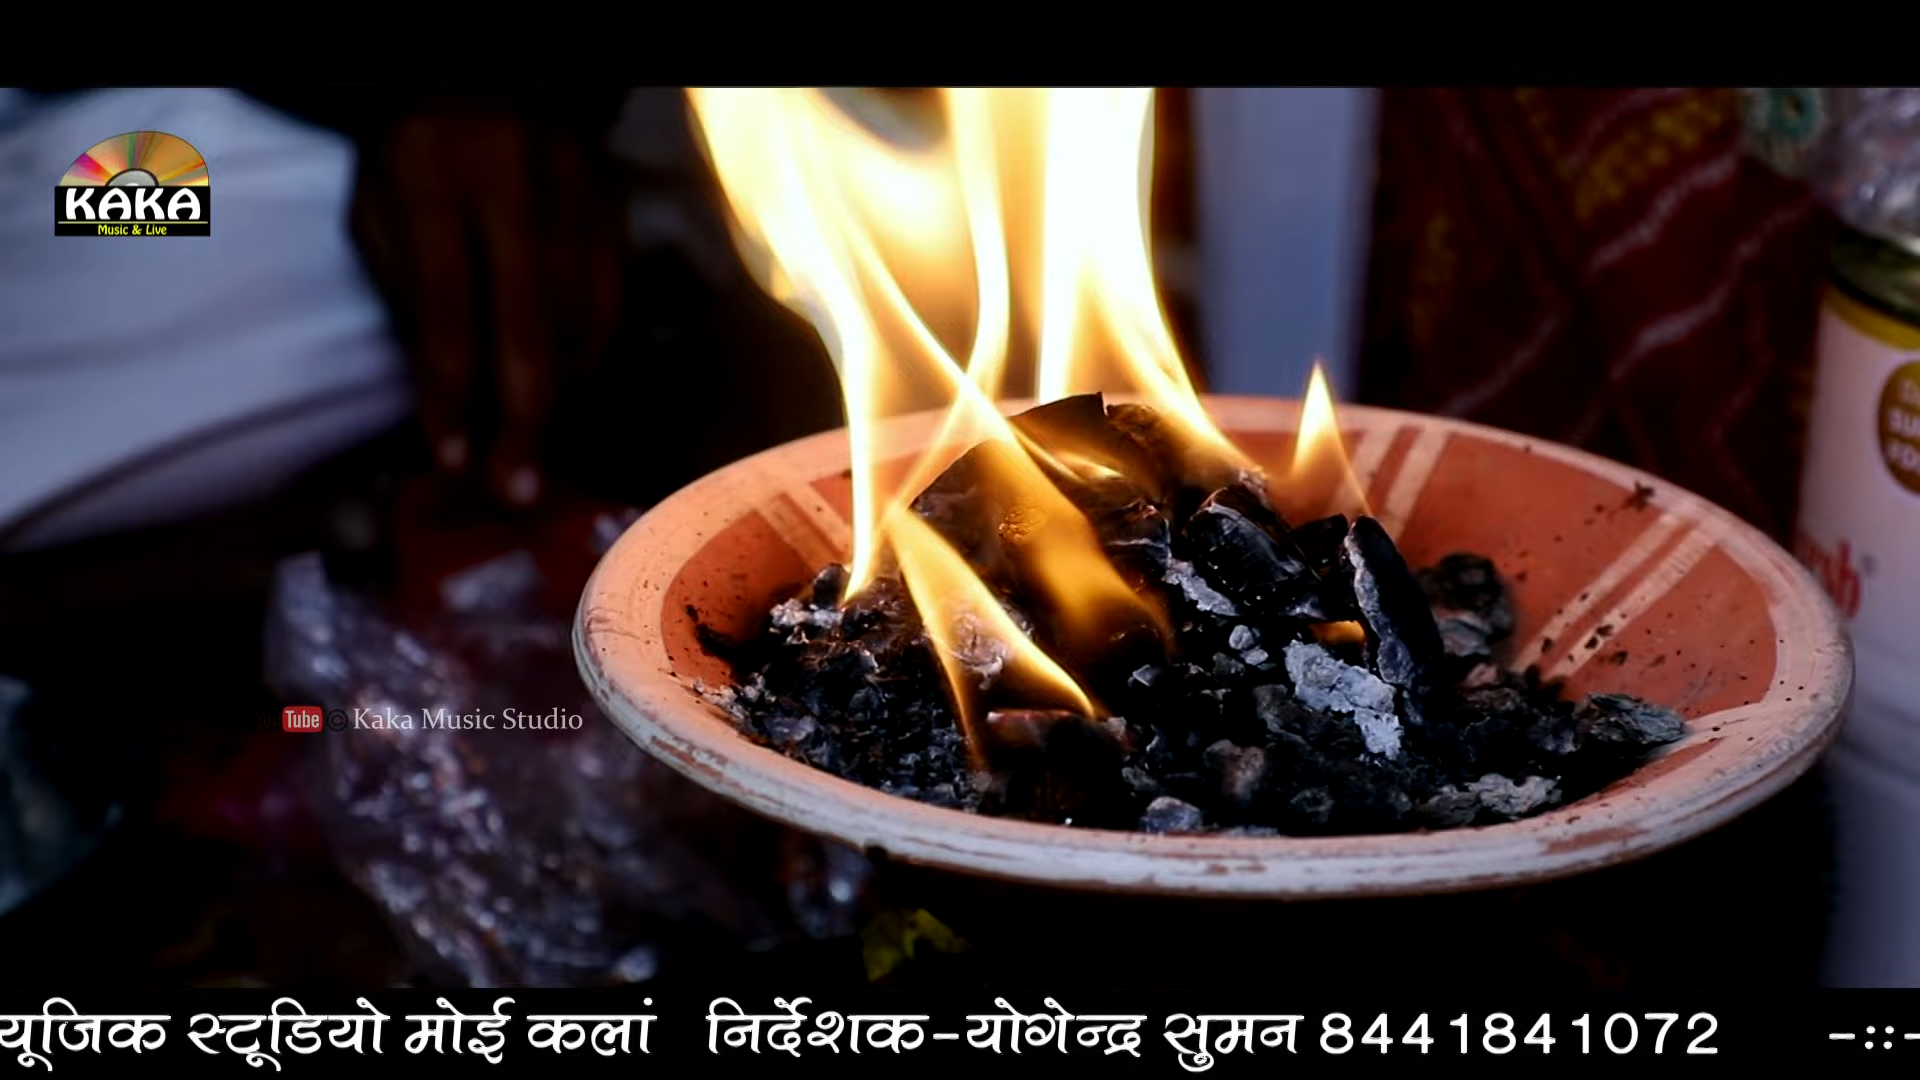 KAKA
Music & Live
Tube © Kaka Music Studio
यूजिक स्टूडियो मोई कलां निर्देशक-योगेन्द्र सुमन 8441841072 -::-